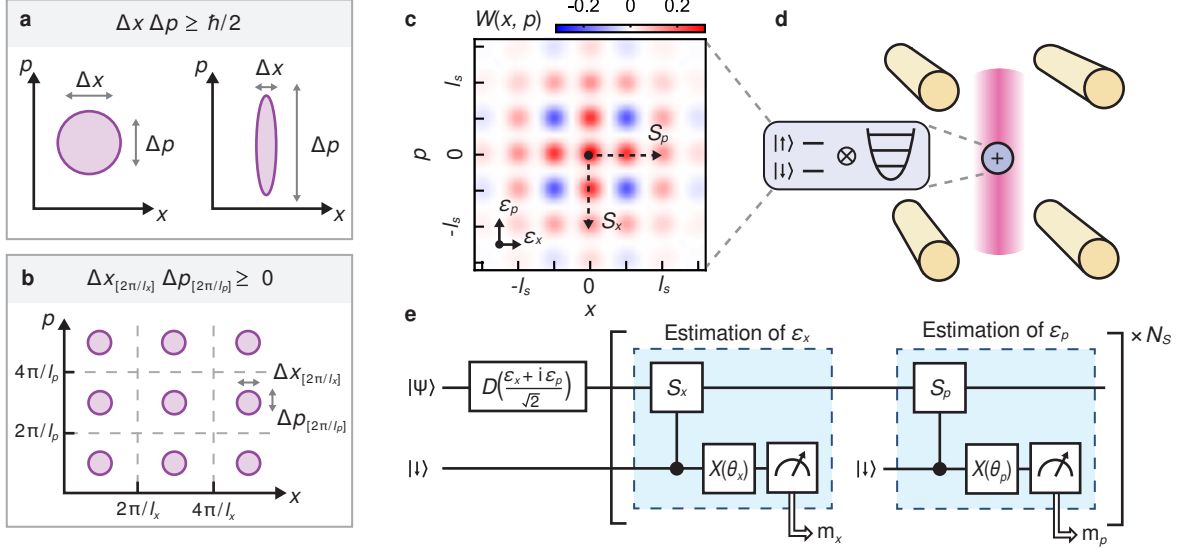 a
Δx Δp ≥ ħ/2
p
Δx
Δp
x
Δx
Δp
x
b
Δx[2π/lx] Δp[2π/lp] ≥ 0
p
4π/lp
2π/lp
Δx[2π/lx]
Δp[2π/lp]
2π/lx
4π/lx
x
c
W(x, p)
-0.2 0 0.2
p
ls
0
-ls
Sp
Sx
εp
εx
-ls
0
ls
x
d
|↑⟩
|↓⟩
⊗
+
e
Estimation of εx
Estimation of εp
× NS
|Ψ⟩
D(εx + i εp / √2)
Sx
Sp
|↓⟩
X(θx)
|↓⟩
X(θp)
mx
mp